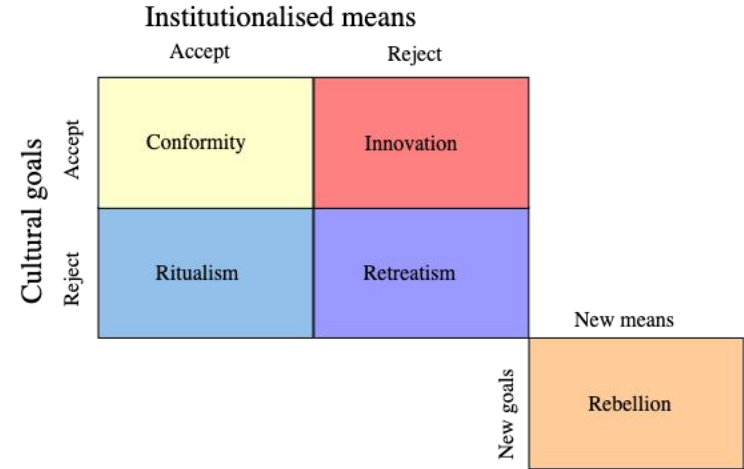 Institutionalised means
Accept
Reject
Cultural goals
Accept
Conformity
Innovation
Reject
Ritualism
Retreatism
New means
New goals
Rebellion